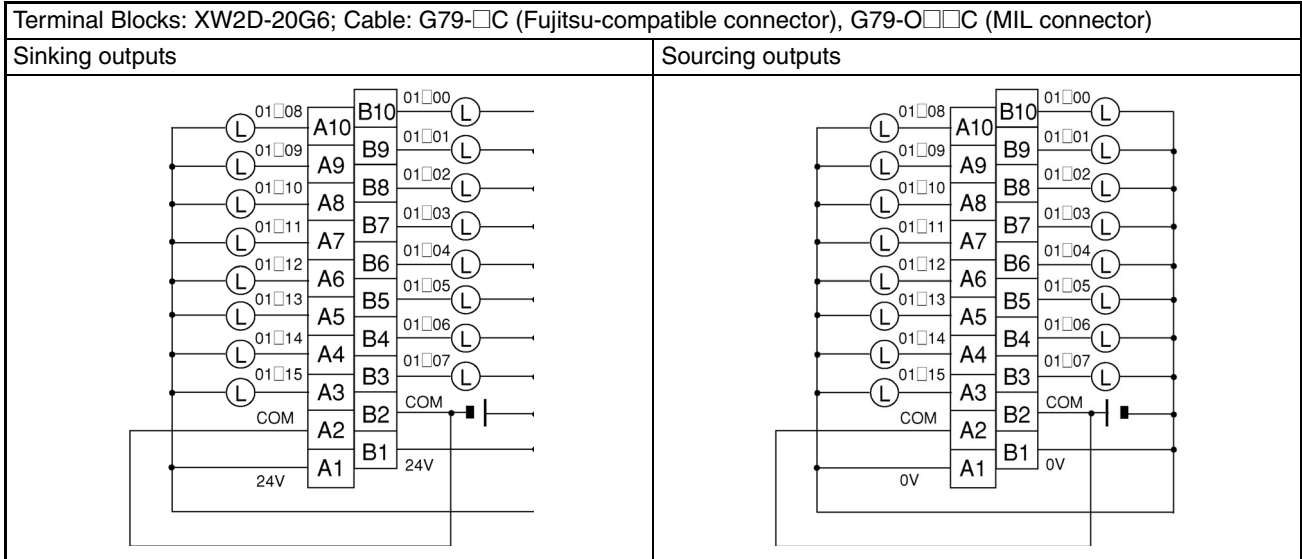 Terminal Blocks: XW2D-20G6; Cable: G79-□C (Fujitsu-compatible connector), G79-O□□C (MIL connector)
Sinking outputs
Sourcing outputs
01□08 L A10 B10 01□00 L
01□09 L A9 B9 01□01 L
01□10 L A8 B8 01□02 L
01□11 L A7 B7 01□03 L
01□12 L A6 B6 01□04 L
01□13 L A5 B5 01□05 L
01□14 L A4 B4 01□06 L
01□15 L A3 B3 01□07 L
COM A2 B2 COM
24V A1 B1 24V
01□08 L A10 B10 01□00 L
01□09 L A9 B9 01□01 L
01□10 L A8 B8 01□02 L
01□11 L A7 B7 01□03 L
01□12 L A6 B6 01□04 L
01□13 L A5 B5 01□05 L
01□14 L A4 B4 01□06 L
01□15 L A3 B3 01□07 L
COM A2 B2 COM
0V A1 B1 0V